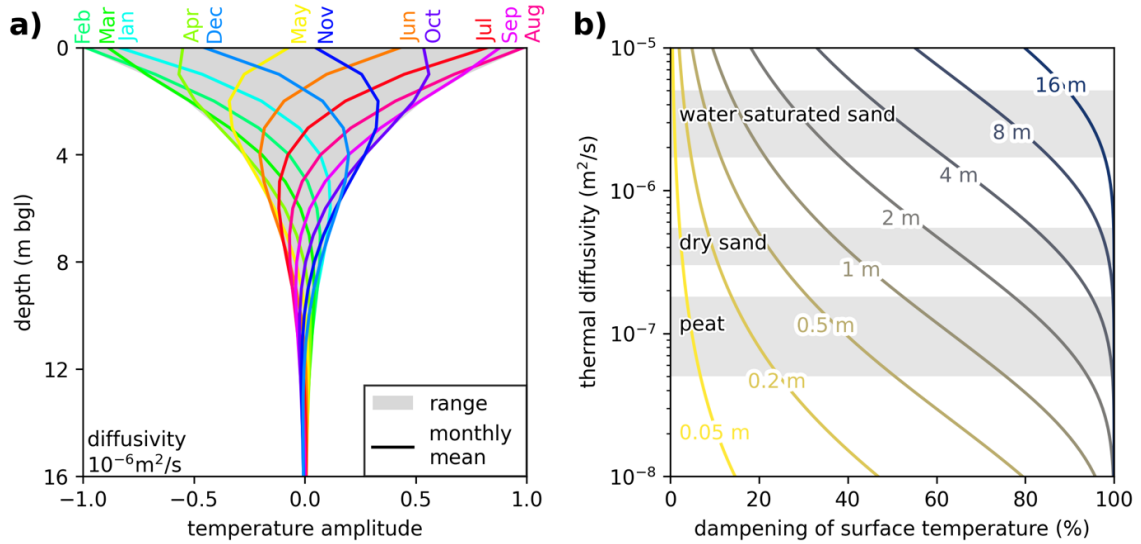 a)
Feb
Mar
Jan
Apr
Dec
May
Nov
Jun
Oct
Jul
Sep
Aug
0
4
8
12
16
depth (m bgl)
range
monthly
mean
diffusivity
10⁻⁶m²/s
−1.0
−0.5
0.0
0.5
1.0
temperature amplitude
b)
10⁻⁵
10⁻⁶
10⁻⁷
10⁻⁸
thermal diffusivity (m²/s)
16 m
water saturated sand
8 m
4 m
2 m
dry sand
1 m
peat
0.5 m
0.2 m
0.05 m
0
20
40
60
80
100
dampening of surface temperature (%)